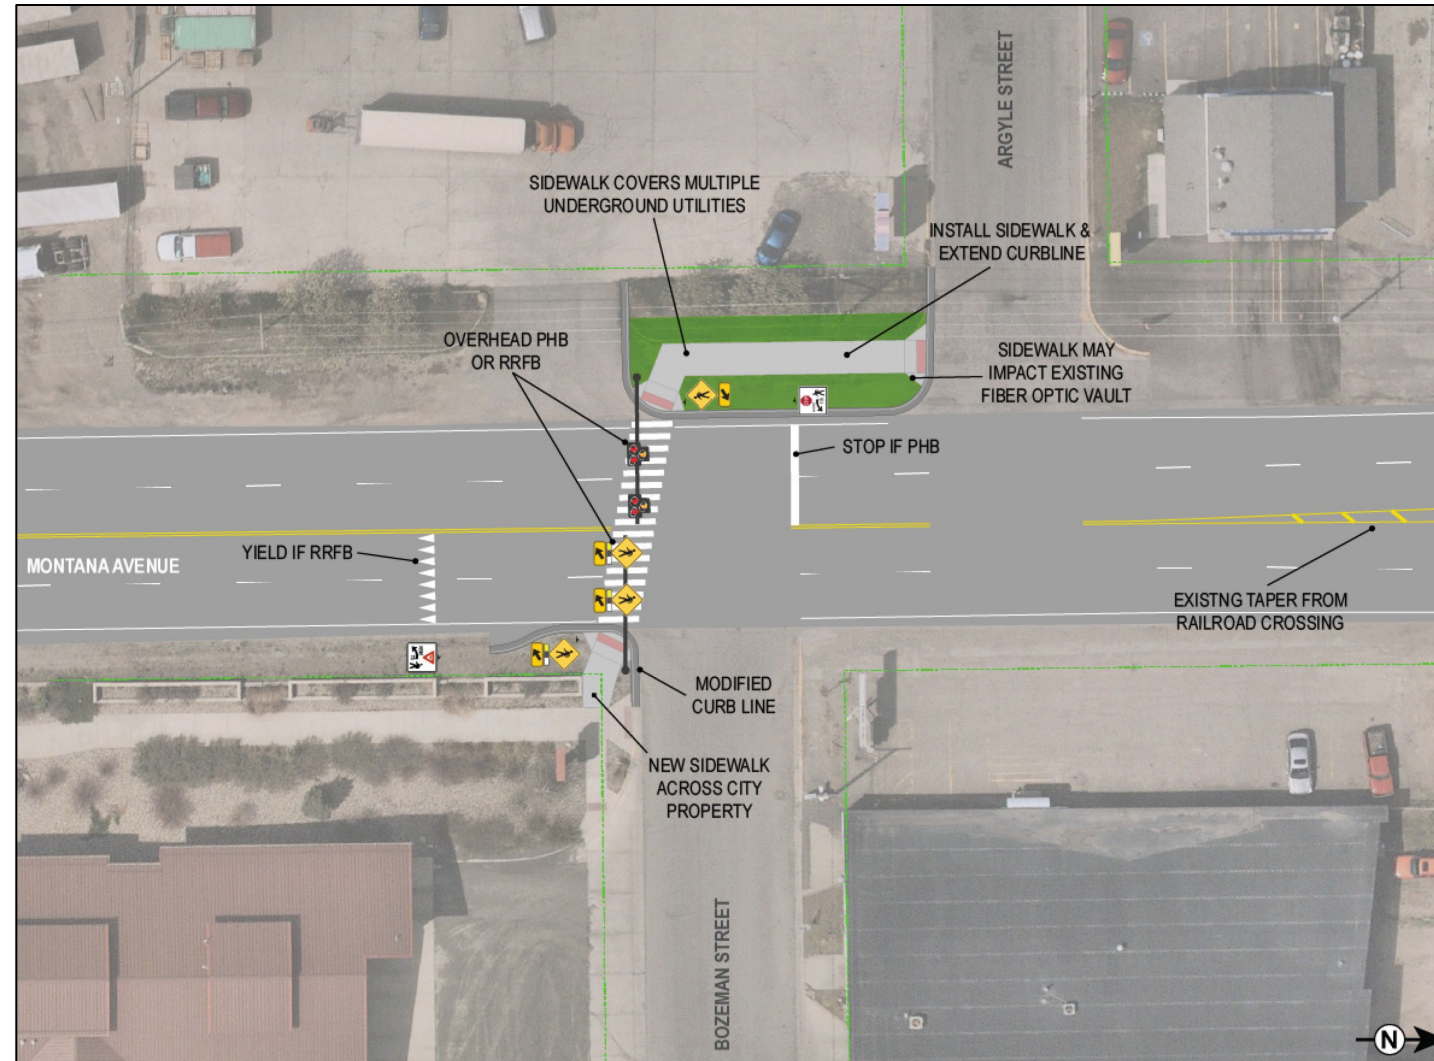 ARGYLE STREET
SIDEWALK COVERS MULTIPLE
UNDERGROUND UTILITIES
INSTALL SIDEWALK &
EXTEND CURBLINE
OVERHEAD PHB
OR RRFB
SIDEWALK MAY
IMPACT EXISTING
FIBER OPTIC VAULT
STOP IF PHB
YIELD IF RRFB
MONTANA AVENUE
EXISTNG TAPER FROM
RAILROAD CROSSING
MODIFIED
CURB LINE
NEW SIDEWALK
ACROSS CITY
PROPERTY
BOZEMAN STREET
N